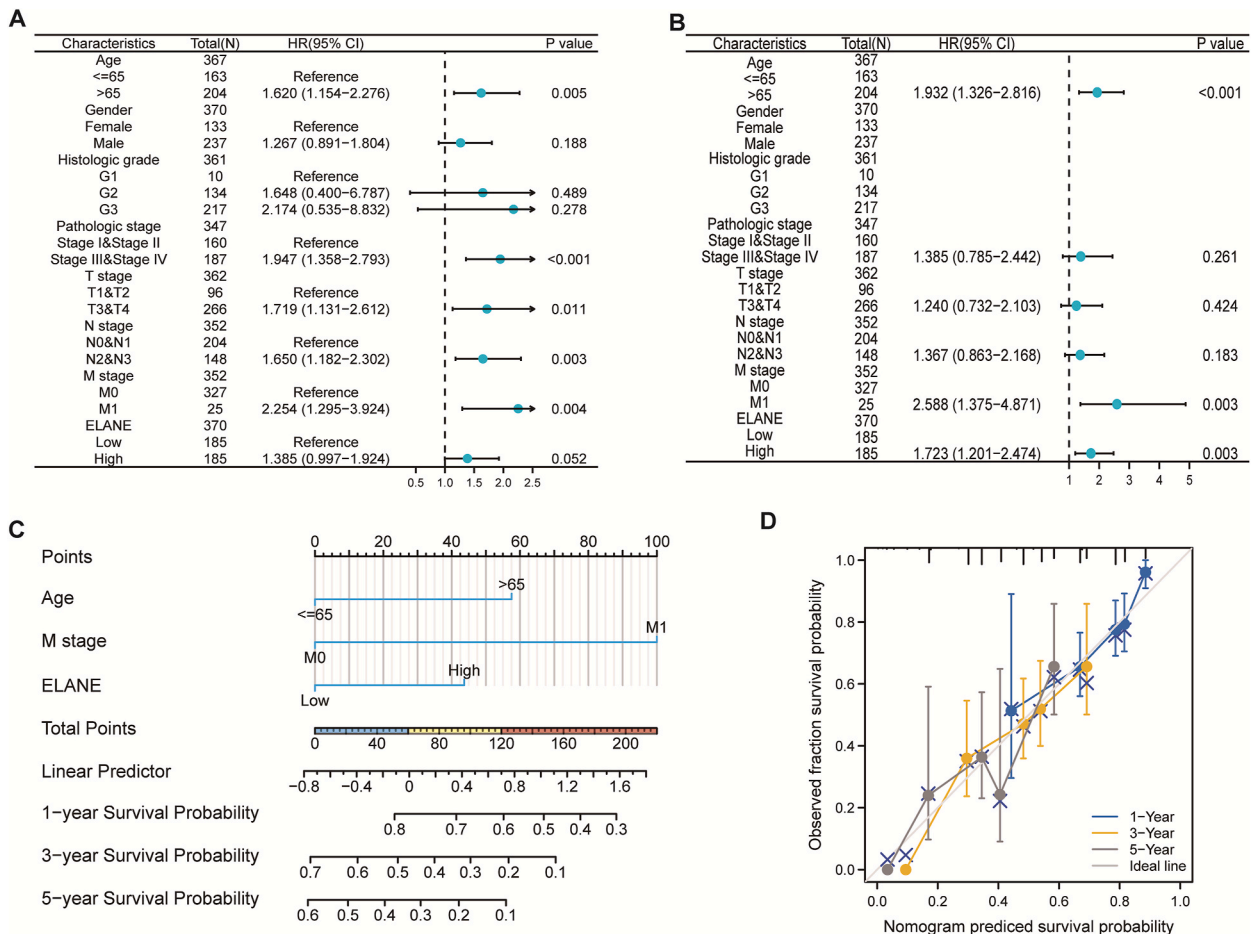 A
Characteristics Total(N) HR(95% CI) P value
Age 367
<=65 163 Reference
>65 204 1.620 (1.154−2.276) 0.005
Gender 370
Female 133 Reference
Male 237 1.267 (0.891−1.804) 0.188
Histologic grade 361
G1 10 Reference
G2 134 1.648 (0.400−6.787) 0.489
G3 217 2.174 (0.535−8.832) 0.278
Pathologic stage 347
Stage I&Stage II 160 Reference
Stage III&Stage IV 187 1.947 (1.358−2.793) <0.001
T stage 362
T1&T2 96 Reference
T3&T4 266 1.719 (1.131−2.612) 0.011
N stage 352
N0&N1 204 Reference
N2&N3 148 1.650 (1.182−2.302) 0.003
M stage 352
M0 327 Reference
M1 25 2.254 (1.295−3.924) 0.004
ELANE 370
Low 185 Reference
High 185 1.385 (0.997−1.924) 0.052
0.5 1.0 1.5 2.0 2.5
B
Characteristics Total(N) HR(95% CI) P value
Age 367
<=65 163
>65 204 1.932 (1.326−2.816) <0.001
Gender 370
Female 133
Male 237
Histologic grade 361
G1 10
G2 134
G3 217
Pathologic stage 347
Stage I&Stage II 160
Stage III&Stage IV 187 1.385 (0.785−2.442) 0.261
T stage 362
T1&T2 96
T3&T4 266 1.240 (0.732−2.103) 0.424
N stage 352
N0&N1 204
N2&N3 148 1.367 (0.863−2.168) 0.183
M stage 352
M0 327
M1 25 2.588 (1.375−4.871) 0.003
ELANE 370
Low 185
High 185 1.723 (1.201−2.474) 0.003
1 2 3 4 5
C
0 20 40 60 80 100
Points
Age <=65 >65
M stage M0 M1
ELANE Low High
Total Points
0 40 80 120 160 200
Linear Predictor
−0.8 −0.4 0 0.4 0.8 1.2 1.6
1−year Survival Probability
0.8 0.7 0.6 0.5 0.4 0.3
3−year Survival Probability
0.7 0.6 0.5 0.4 0.3 0.2 0.1
5−year Survival Probability
0.6 0.5 0.4 0.3 0.2 0.1
D
Observed fraction survival probability
1.0
0.8
0.6
0.4
0.2
0.0
1−Year
3−Year
5−Year
Ideal line
0.0 0.2 0.4 0.6 0.8 1.0
Nomogram prediced survival probability